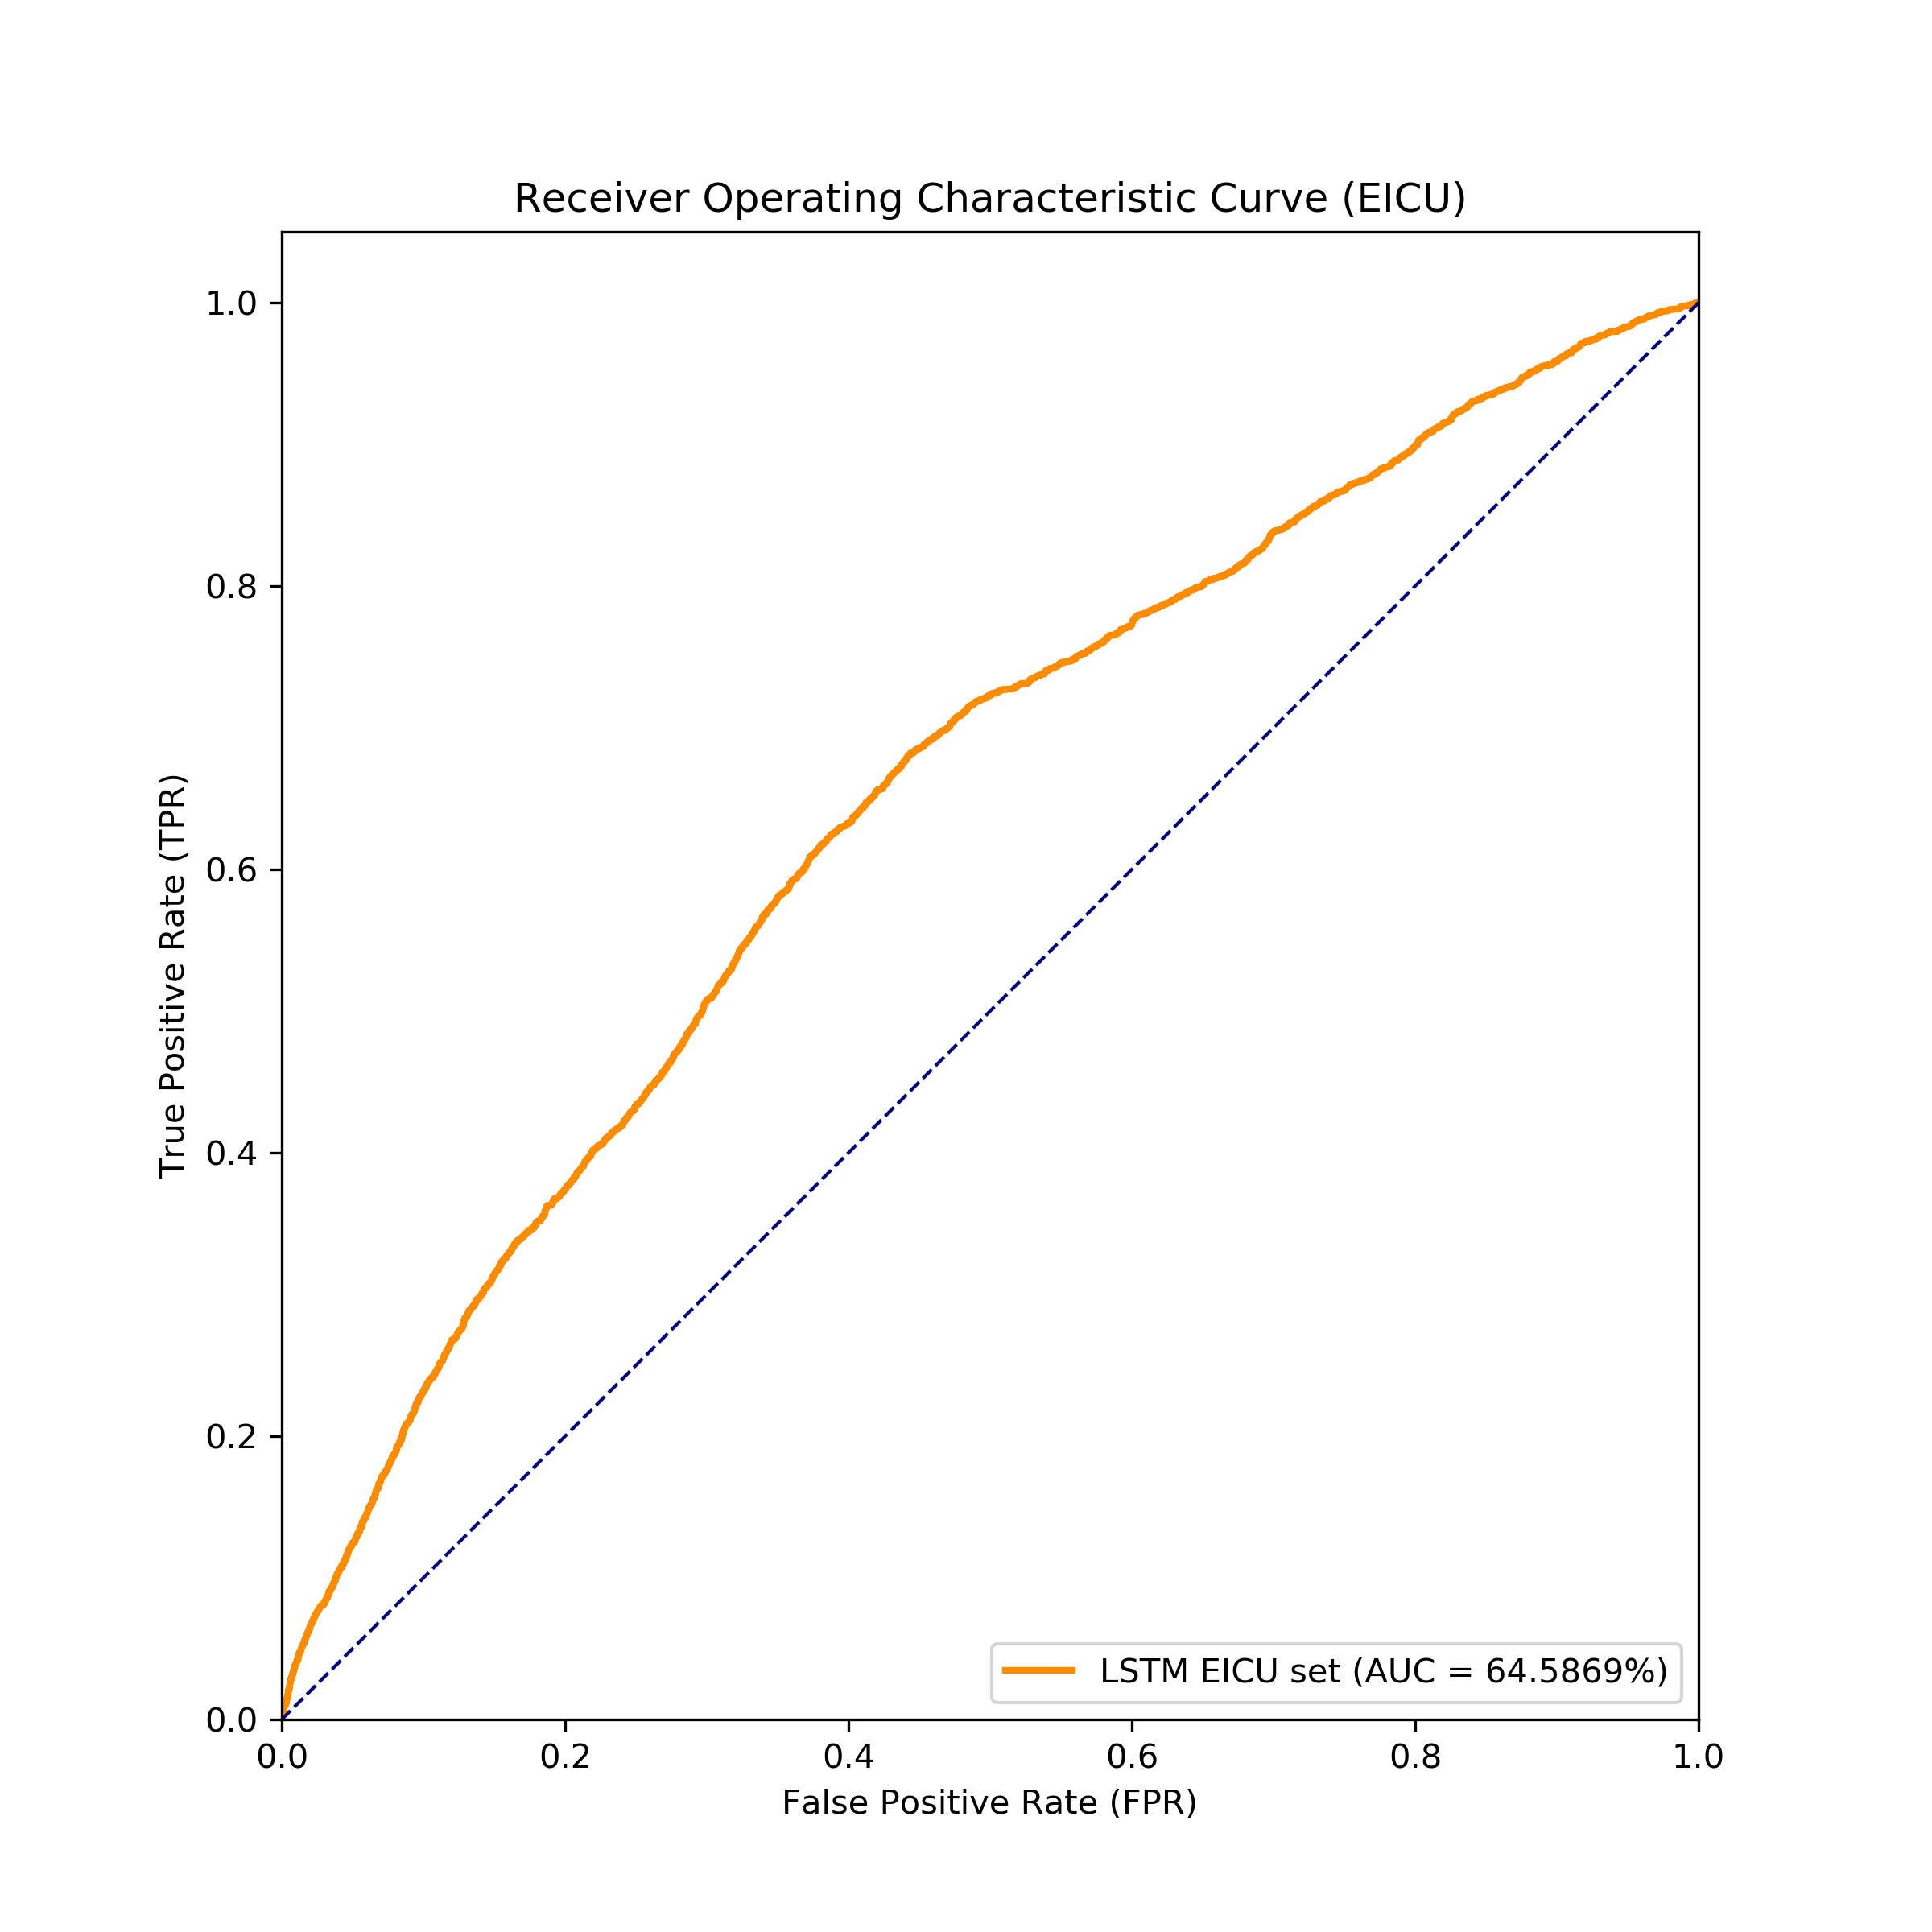 Receiver Operating Characteristic Curve (EICU)
1.0
0.8
0.6
0.4
0.2
0.0
True Positive Rate (TPR)
LSTM EICU set (AUC = 64.5869%)
0.0 0.2 0.4 0.6 0.8 1.0
False Positive Rate (FPR)